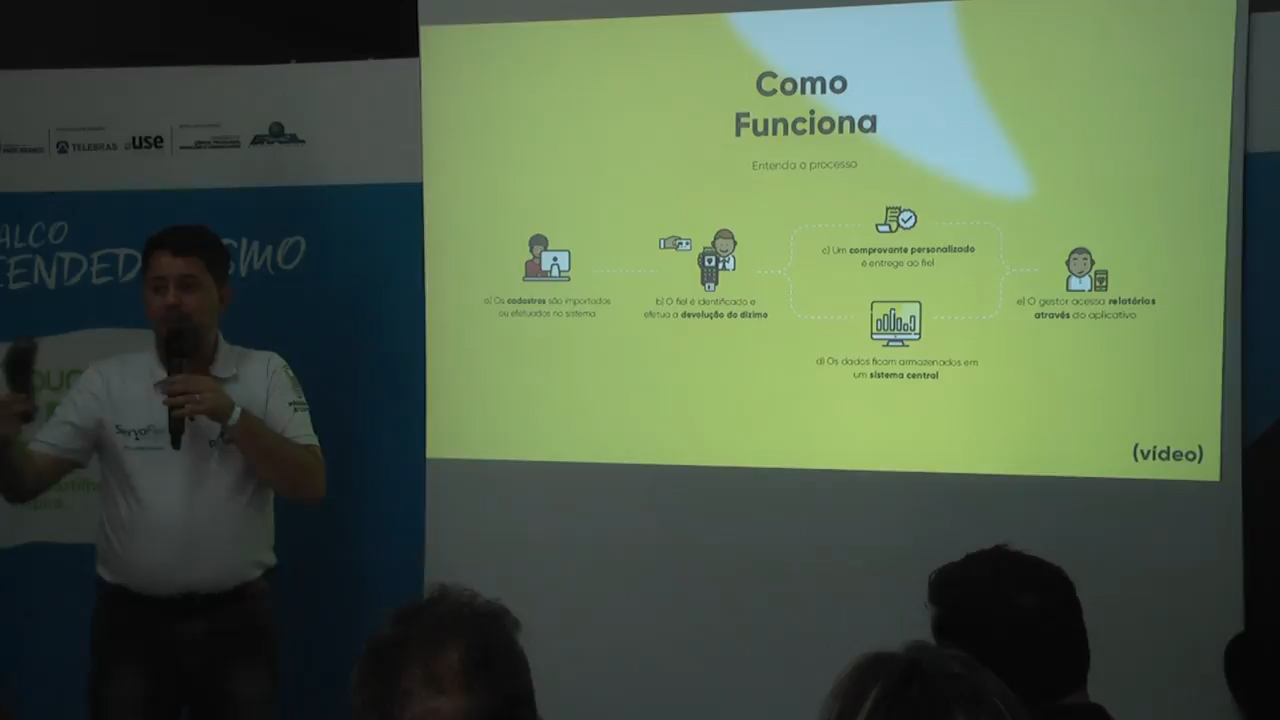 Como
Funciona
Entenda o processo
a) Os cadastros são importados
ou efetuados no sistema
b) O fiel é identificado e
efetua a devolução do dízimo
c) Um comprovante personalizado
é entregue ao fiel
d) Os dados ficam armazenados em
um sistema central
e) O gestor acessa relatórios
através do aplicativo
(vídeo)
TELEBRAS
use
ALCO